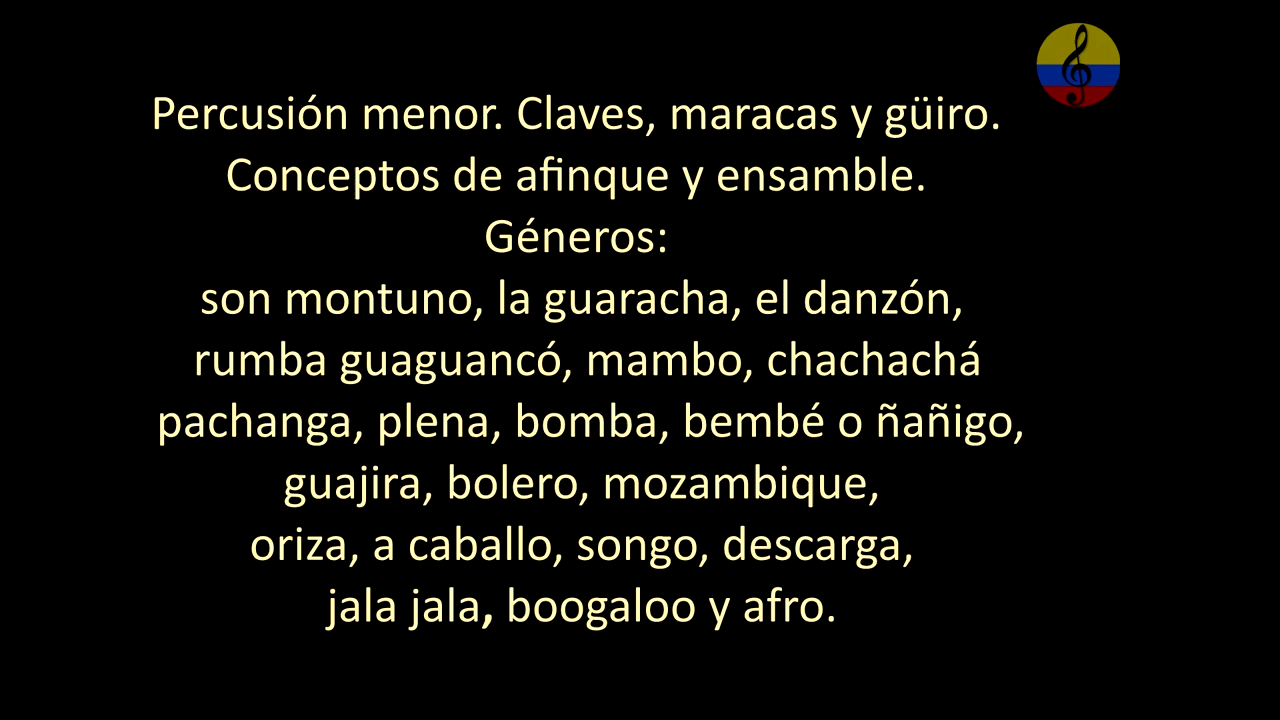 Percusión menor. Claves, maracas y güiro.
Conceptos de afinque y ensamble.
Géneros:
son montuno, la guaracha, el danzón,
rumba guaguancó, mambo, chachachá
pachanga, plena, bomba, bembé o ñañigo,
guajira, bolero, mozambique,
oriza, a caballo, songo, descarga,
jala jala, boogaloo y afro.